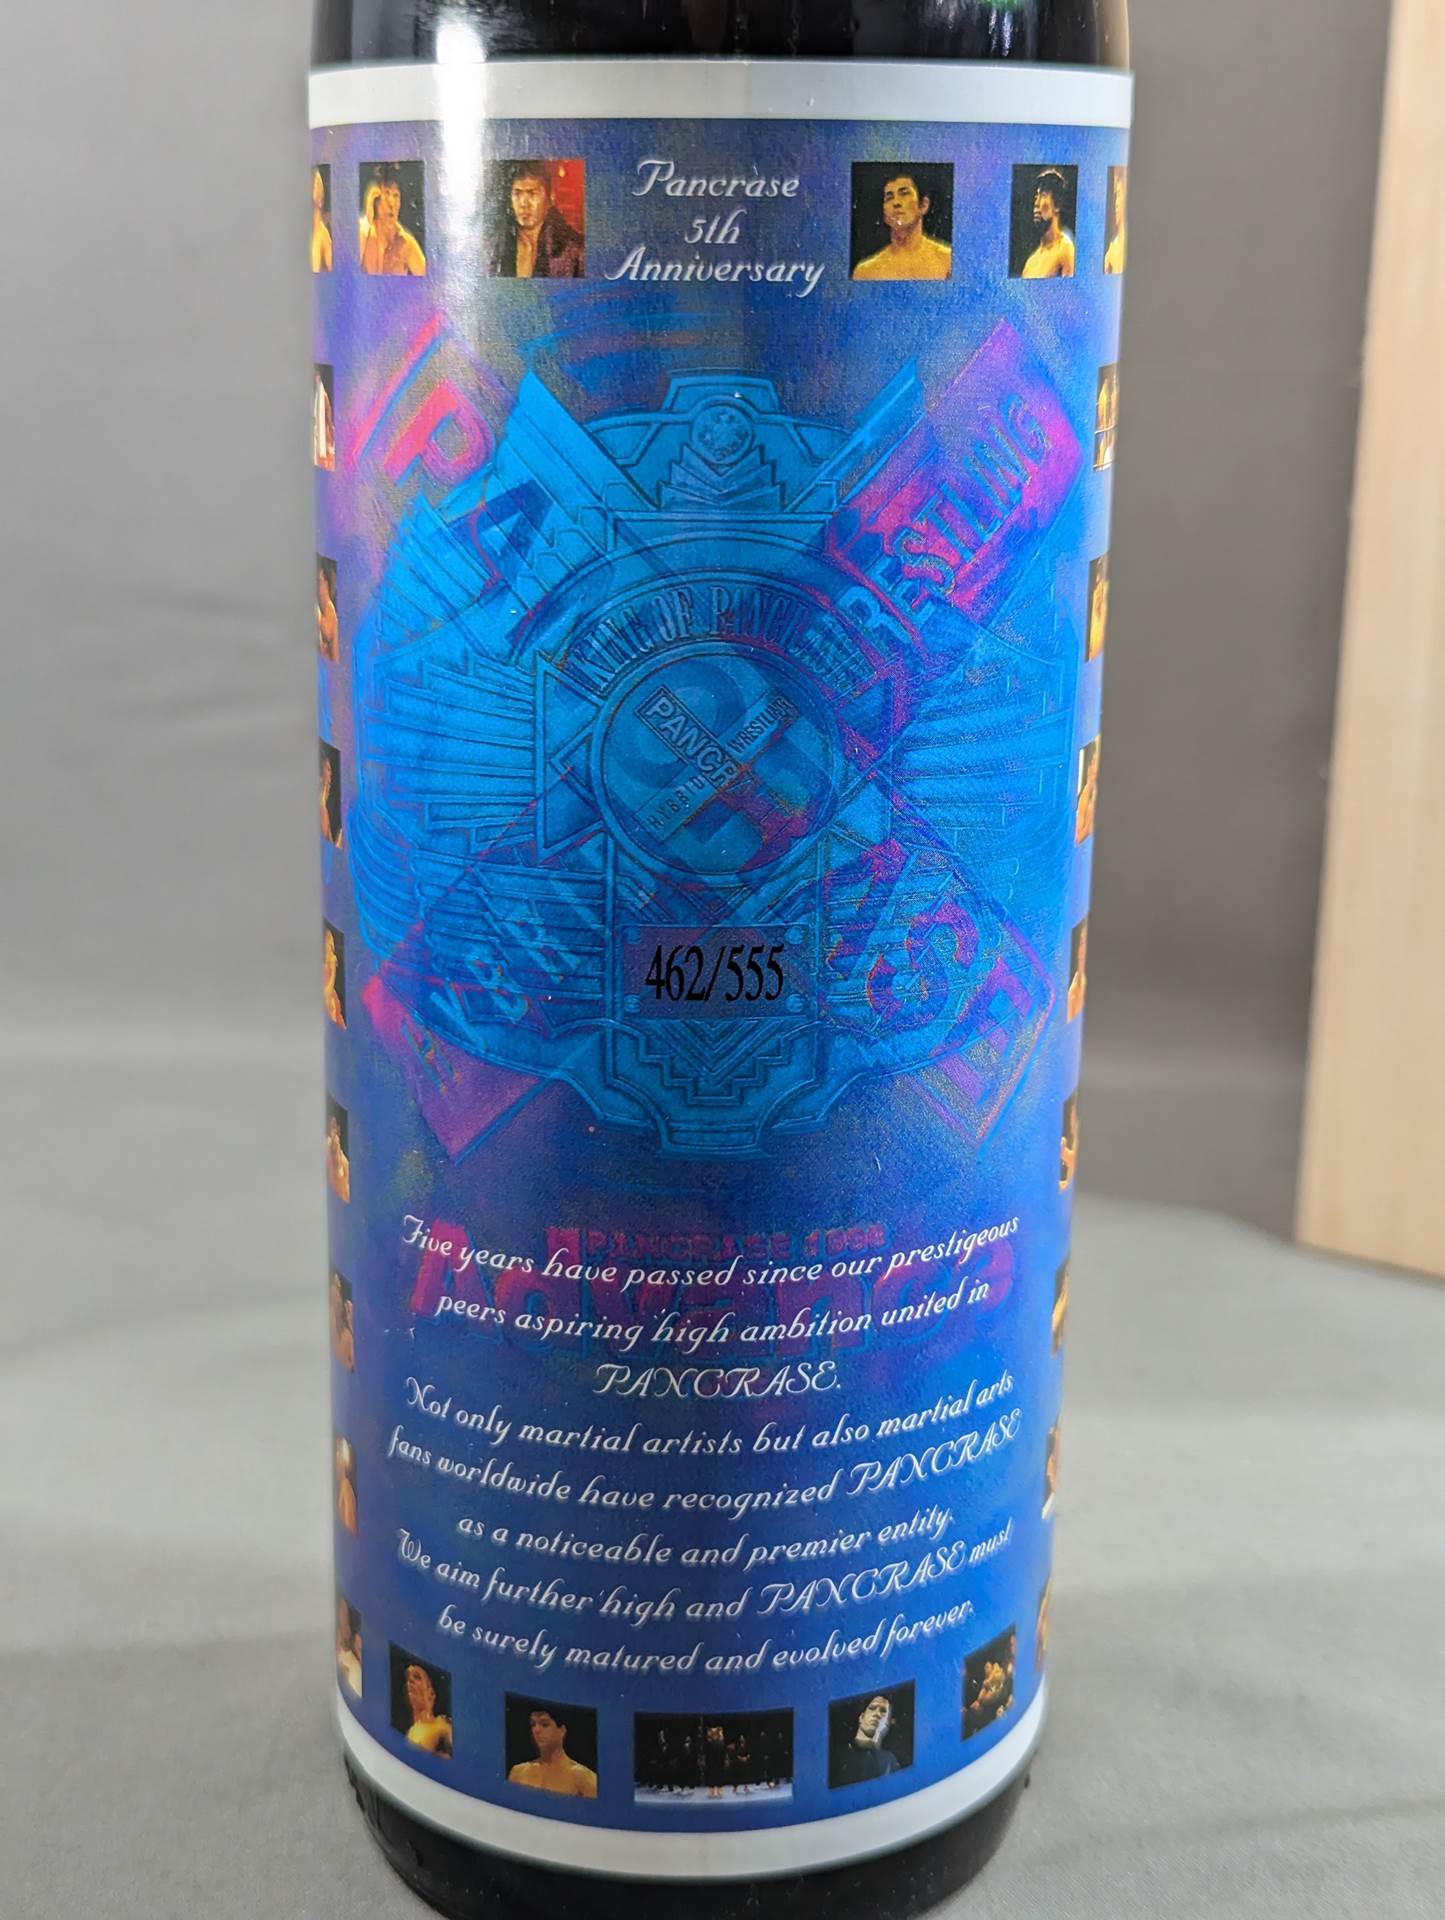 Pancrase
5th
Anniversary
PANCRASE
HYBRID WRESTLING
KING OF PANCRASE
PANCRASE
HYBRID WRESTLING
462/555
PANCRASE 1998
Advance
Five years have passed since our prestigeous
peers aspiring high ambition united in
PANCRASE.
Not only martial artists but also martial arts
fans worldwide have recognized PANCRASE
as a noticeable and premier entity.
We aim further high and PANCRASE must
be surely matured and evolved forever.